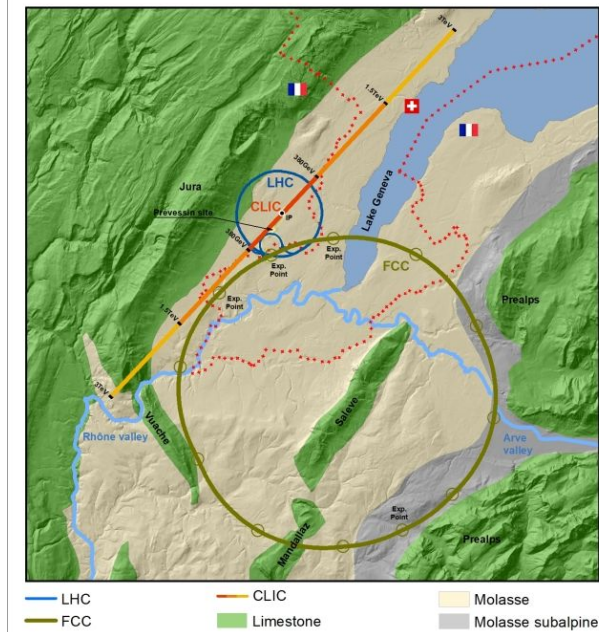 3TeV
1.5TeV
380GeV
Jura
LHC
CLIC
IP
Prevessin site
Lake Geneva
380GeV
Exp.
Point
Exp.
Point
FCC
Exp.
Point
Prealps
1.5TeV
3TeV
Vuache
Saleve
Rhône valley
Arve
valley
Exp.
Point
Mandallaz
Prealps
LHC
CLIC
Molasse
FCC
Limestone
Molasse subalpine